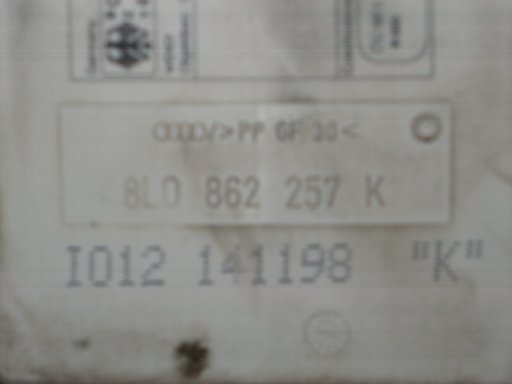 >PP GF 30<
8L0 862 257 K
I012 141198 "K"